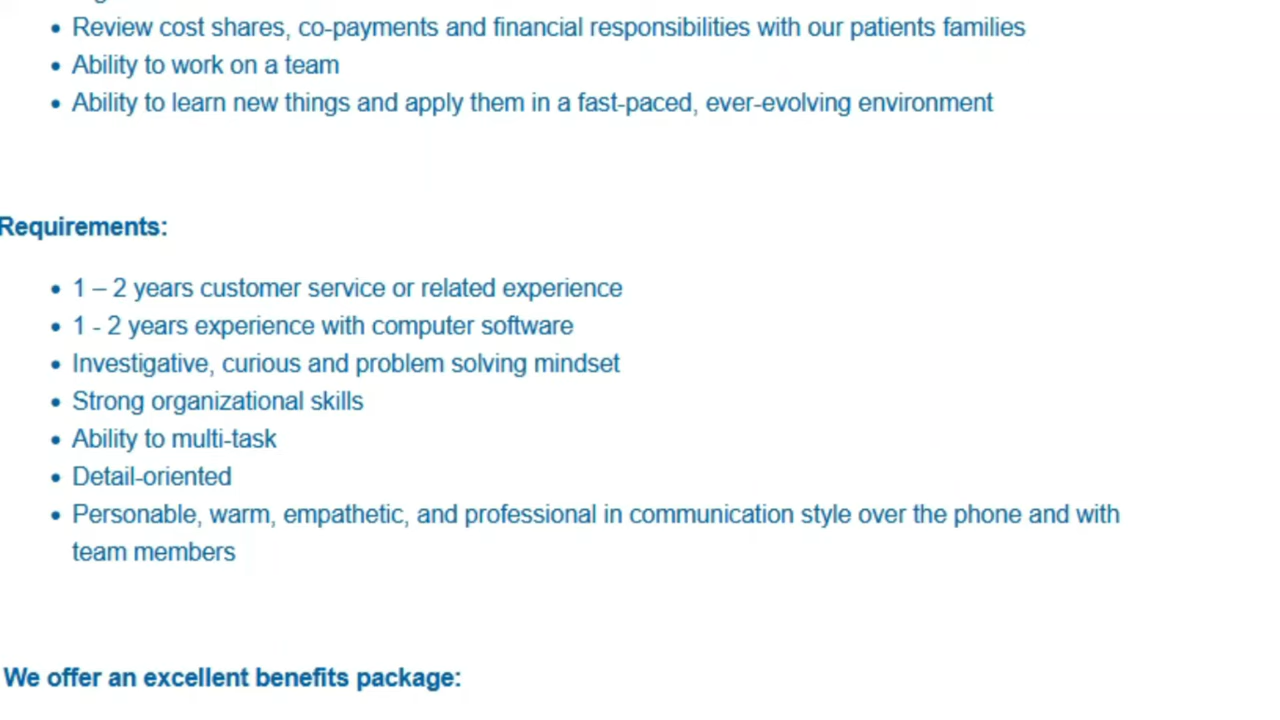 • Review cost shares, co-payments and financial responsibilities with our patients families
• Ability to work on a team
• Ability to learn new things and apply them in a fast-paced, ever-evolving environment
Requirements:
• 1 – 2 years customer service or related experience
• 1 - 2 years experience with computer software
• Investigative, curious and problem solving mindset
• Strong organizational skills
• Ability to multi-task
• Detail-oriented
• Personable, warm, empathetic, and professional in communication style over the phone and with
team members
We offer an excellent benefits package: